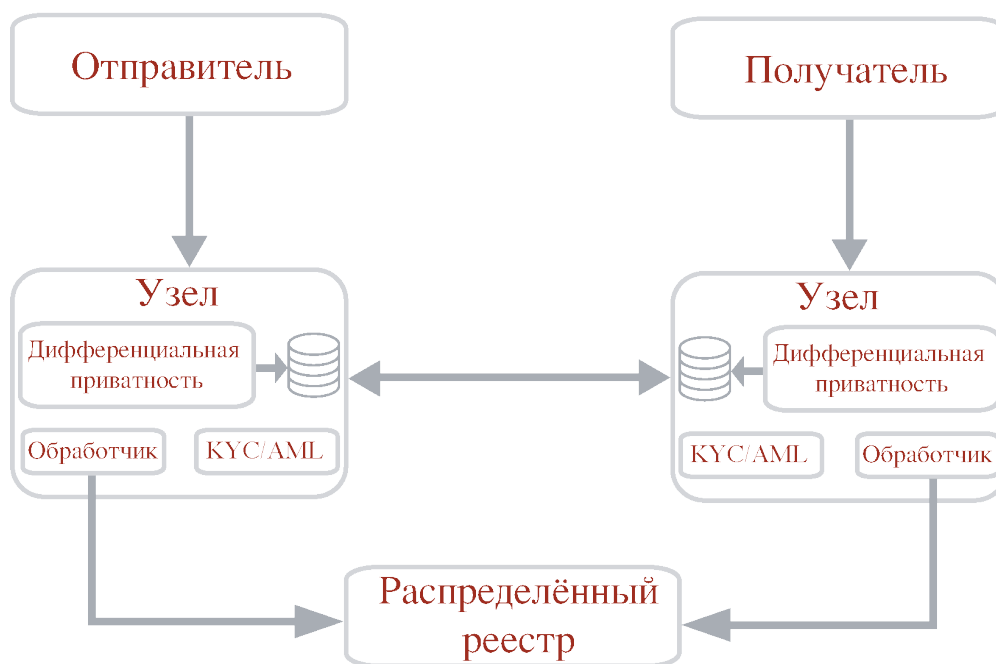 Отправитель
Получатель
Узел
Дифференциальная
приватность
Обработчик
KYC/AML
Узел
Дифференциальная
приватность
KYC/AML
Обработчик
Распределённый
реестр